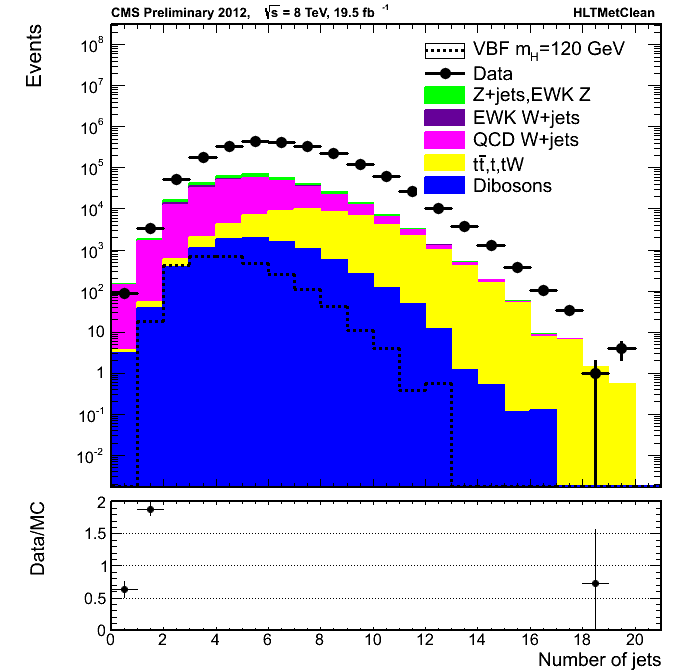 CMS Preliminary 2012, √s = 8 TeV, 19.5 fb⁻¹ HLTMetClean
Events
10⁸
10⁷
10⁶
10⁵
10⁴
10³
10²
10
1
10⁻¹
10⁻²
VBF m_H=120 GeV
Data
Z+jets,EWK Z
EWK W+jets
QCD W+jets
tt̄,t,tW
Dibosons
Data/MC
2
1.5
1
0.5
0
0 2 4 6 8 10 12 14 16 18 20
Number of jets